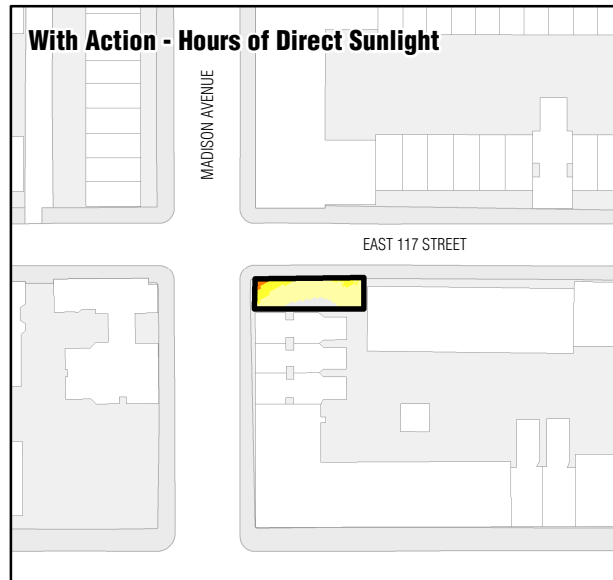 With Action - Hours of Direct Sunlight
MADISON AVENUE
EAST 117 STREET